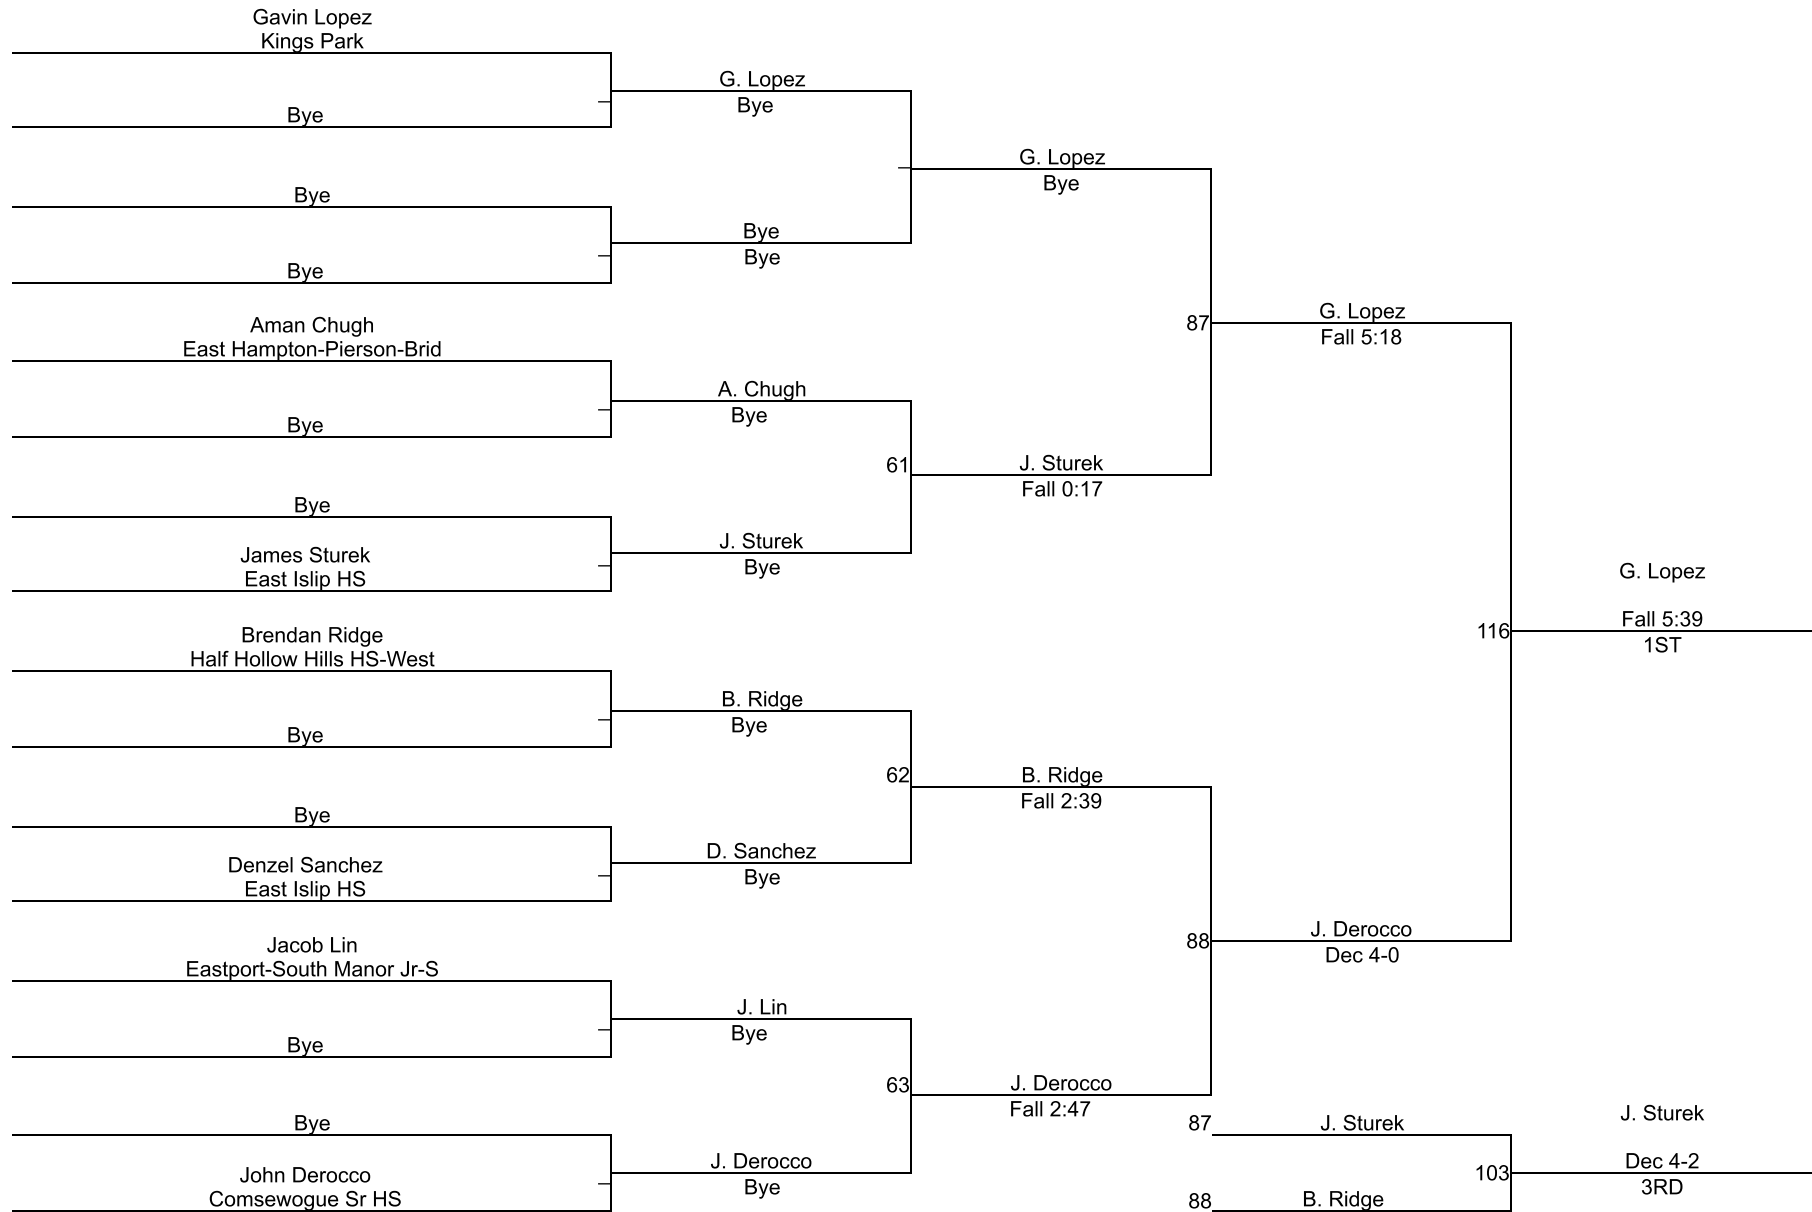 Gavin Lopez
Kings Park
Bye
Bye
Bye
Aman Chugh
East Hampton-Pierson-Brid
Bye
Bye
James Sturek
East Islip HS
Brendan Ridge
Half Hollow Hills HS-West
Bye
Bye
Denzel Sanchez
East Islip HS
Jacob Lin
Eastport-South Manor Jr-S
Bye
Bye
John Derocco
Comsewogue Sr HS
G. Lopez
Bye
Bye
Bye
A. Chugh
Bye
J. Sturek
Bye
B. Ridge
Bye
D. Sanchez
Bye
J. Lin
Bye
J. Derocco
Bye
61
62
63
G. Lopez
Bye
J. Sturek
Fall 0:17
B. Ridge
Fall 2:39
J. Derocco
Fall 2:47
87
88
G. Lopez
Fall 5:18
J. Derocco
Dec 4-0
116
G. Lopez
Fall 5:39
1ST
87
J. Sturek
88
B. Ridge
103
J. Sturek
Dec 4-2
3RD